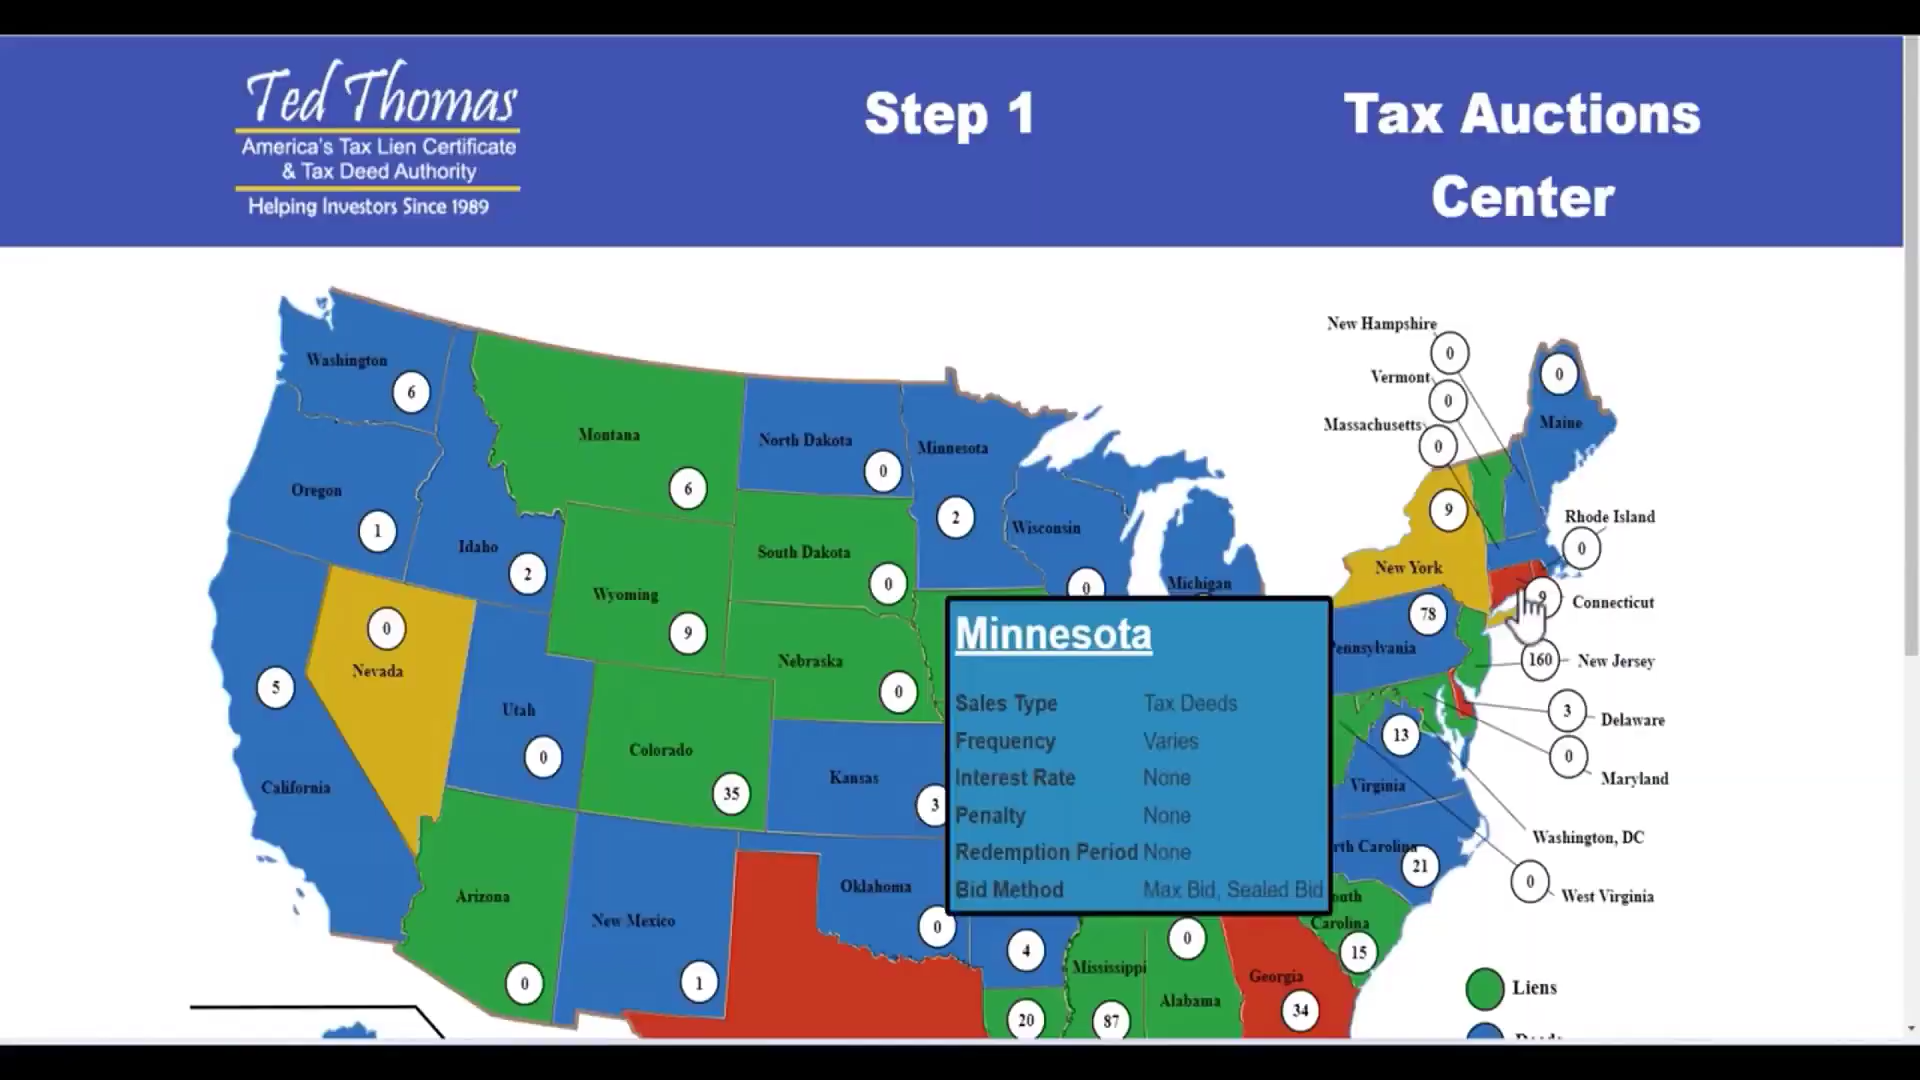 Ted Thomas
America's Tax Lien Certificate
& Tax Deed Authority
Helping Investors Since 1989
Step 1
Tax Auctions
Center
New Hampshire
0
Vermont
0
Massachusetts
0
0
Maine
Washington
6
Montana
6
North Dakota
0
Minnesota
2
Wisconsin
0
Michigan
Oregon
1
Idaho
2
Wyoming
9
South Dakota
0
Nebraska
0
9
New York
Rhode Island
0
9
Connecticut
78
Pennsylvania
160
New Jersey
3
Delaware
0
Maryland
0
Nevada
5
California
Utah
0
Colorado
35
Kansas
3
Minnesota
Sales Type Tax Deeds
Frequency Varies
Interest Rate None
Penalty None
Redemption Period None
Bid Method Max Bid, Sealed Bid
13
Virginia
Washington, DC
rth Carolina
21
0
West Virginia
Arizona
0
New Mexico
1
Oklahoma
0
4
Mississippi
87
20
0
Alabama
Georgia
34
outh
Carolina
15
Liens